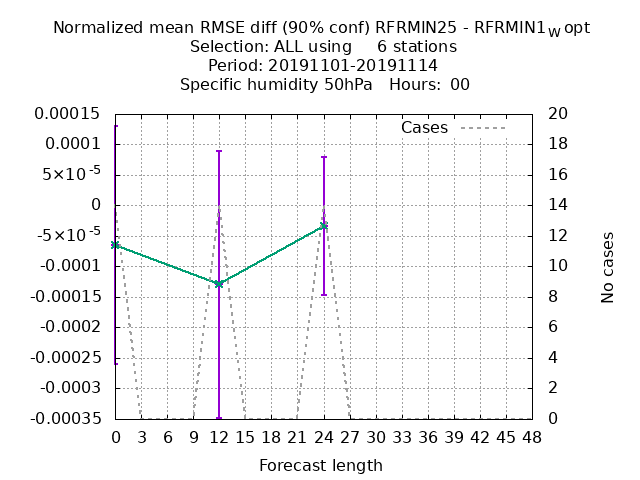 Normalized mean RMSE diff (90% conf) RFRMIN25 - RFRMIN1_W opt
Selection: ALL using     6 stations
Period: 20191101-20191114
Specific humidity 50hPa   Hours:  00
Cases
0.00015
0.0001
5×10^-5
0
-5×10^-5
-0.0001
-0.00015
-0.0002
-0.00025
-0.0003
-0.00035
20
18
16
14
12
10
8
6
4
2
0
No cases
0 3 6 9 12 15 18 21 24 27 30 33 36 39 42 45 48
Forecast length